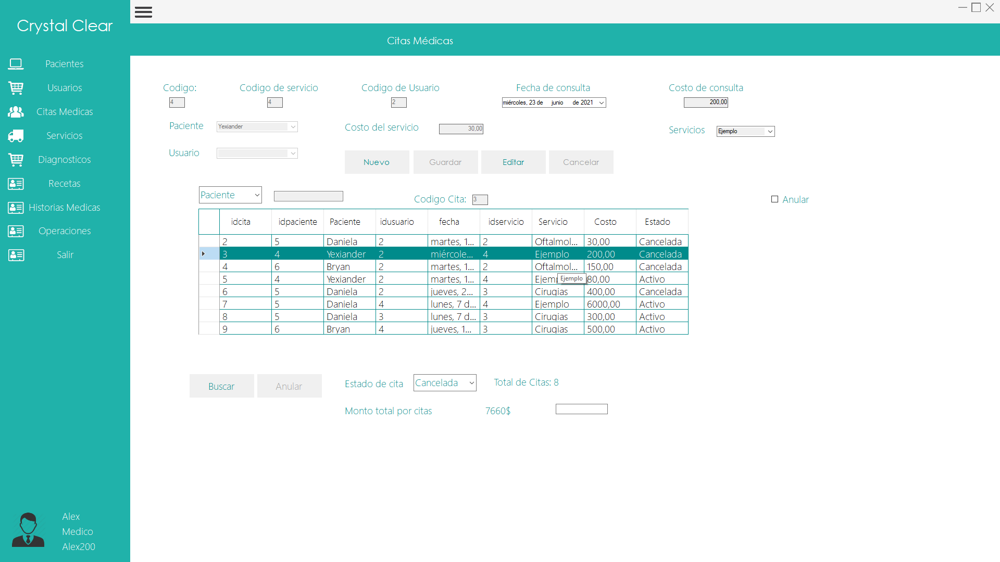 Crystal Clear
Pacientes
Usuarios
Citas Medicas
Servicios
Diagnosticos
Recetas
Historias Medicas
Operaciones
Salir
Alex
Medico
Alex200
Citas Médicas
Codigo: Codigo de servicio Codigo de Usuario Fecha de consulta Costo de consulta
4 4 2 miércoles, 23 de junio de 2021 200,00
Paciente Yexiander Costo del servicio 30,00 Servicios Ejemplo
Usuario
Nuevo Guardar Editar Cancelar
Paciente Codigo Cita: 3 Anular
idcita idpaciente Paciente idusuario fecha idservicio Servicio Costo Estado
2 5 Daniela 2 martes, 1... 2 Oftalmol... 30,00 Cancelada
3 4 Yexiander 2 miércole... 4 Ejemplo 200,00 Cancelada
4 6 Bryan 2 martes, 1... 2 Oftalmol... 150,00 Cancelada
5 4 Yexiander 2 martes, 1... 4 Ejemp Ejemplo 80,00 Activo
6 5 Daniela 2 jueves, 2... 3 Cirugias 400,00 Cancelada
7 5 Daniela 4 lunes, 7 d... 4 Ejemplo 6000,00 Activo
8 5 Daniela 3 lunes, 7 d... 3 Cirugias 300,00 Activo
9 6 Bryan 4 jueves, 1... 3 Cirugias 500,00 Activo
Buscar Anular Estado de cita Cancelada Total de Citas: 8
Monto total por citas 7660$